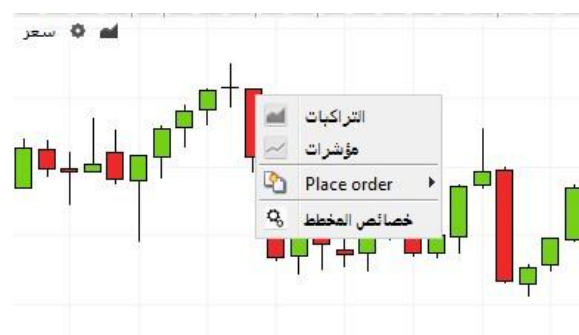 سعر
التراكبات
مؤشرات
Place order
خصائص المخطط